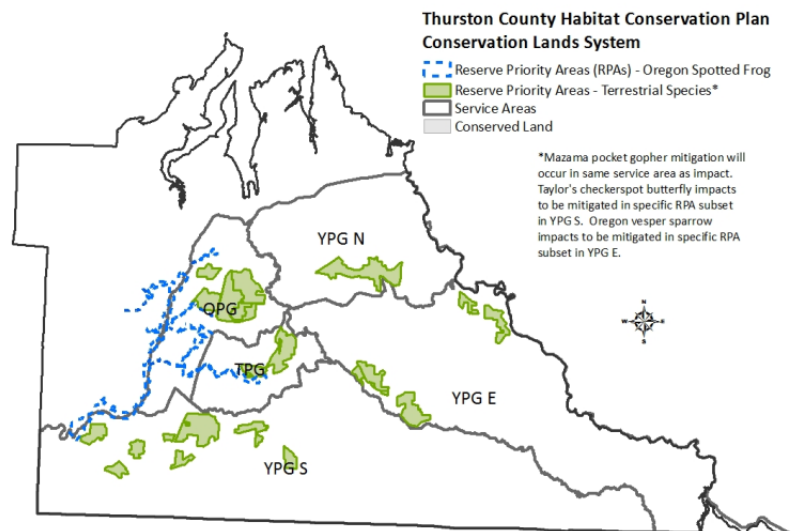 Thurston County Habitat Conservation Plan
Conservation Lands System
Reserve Priority Areas (RPAs) - Oregon Spotted Frog
Reserve Priority Areas - Terrestrial Species*
Service Areas
Conserved Land
*Mazama pocket gopher mitigation will
occur in same service area as impact.
Taylor's checkerspot butterfly impacts
to be mitigated in specific RPA subset
in YPG S. Oregon vesper sparrow
impacts to be mitigated in specific RPA
subset in YPG E.
YPG N
OPG
N
W
E
S
TPG
YPG E
YPG S